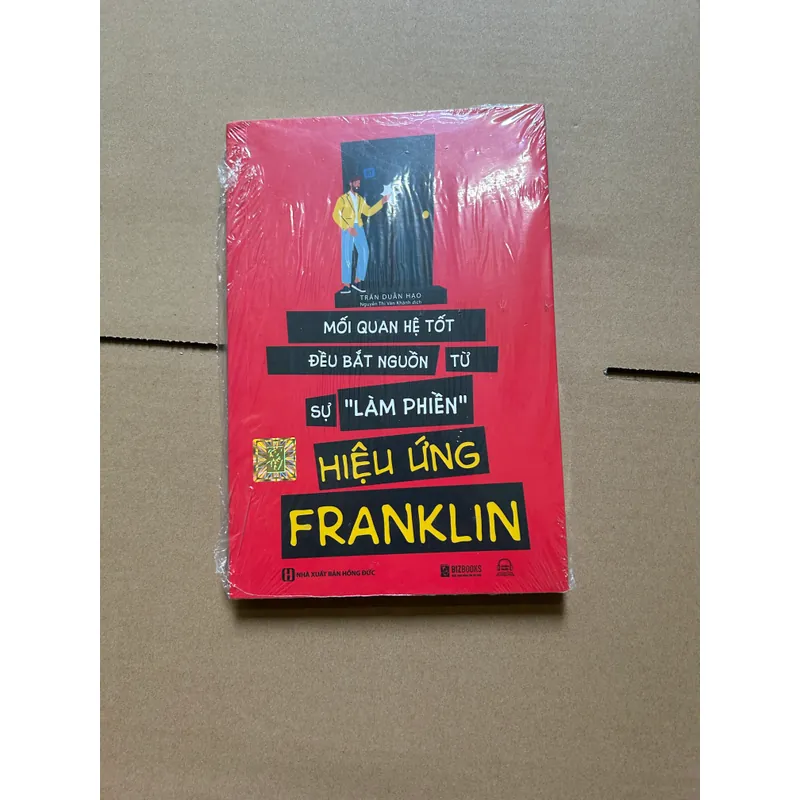 TRẦN DUẪN HẠO
Nguyễn Thị Vân Khánh dịch
MỐI QUAN HỆ TỐT
ĐỀU BẮT NGUỒN TỪ
SỰ "LÀM PHIỀN"
HIỆU ỨNG
FRANKLIN
NHÀ XUẤT BẢN HỒNG ĐỨC
BIZBOOKS